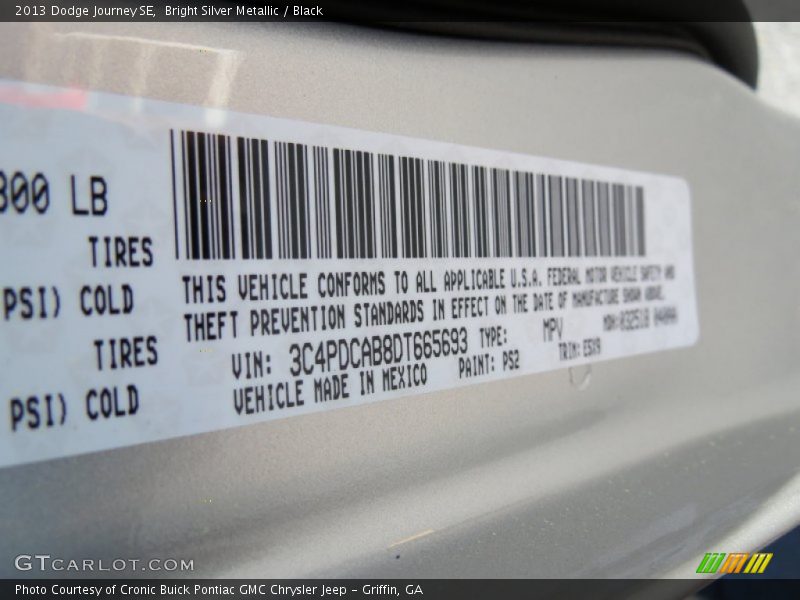 2013 Dodge Journey SE, Bright Silver Metallic / Black
800 LB
TIRES
PSI) COLD
TIRES
PSI) COLD
THIS VEHICLE CONFORMS TO ALL APPLICABLE U.S.A. FEDERAL MOTOR VEHICLE SAFETY AND
THEFT PREVENTION STANDARDS IN EFFECT ON THE DATE OF MANUFACTURE SHOWN ABOVE.
VIN: 3C4PDCAB8DT665693 TYPE: MPV
VEHICLE MADE IN MEXICO PAINT: PS2 TRIM:
GTCARLOT.COM
Photo Courtesy of Cronic Buick Pontiac GMC Chrysler Jeep - Griffin, GA